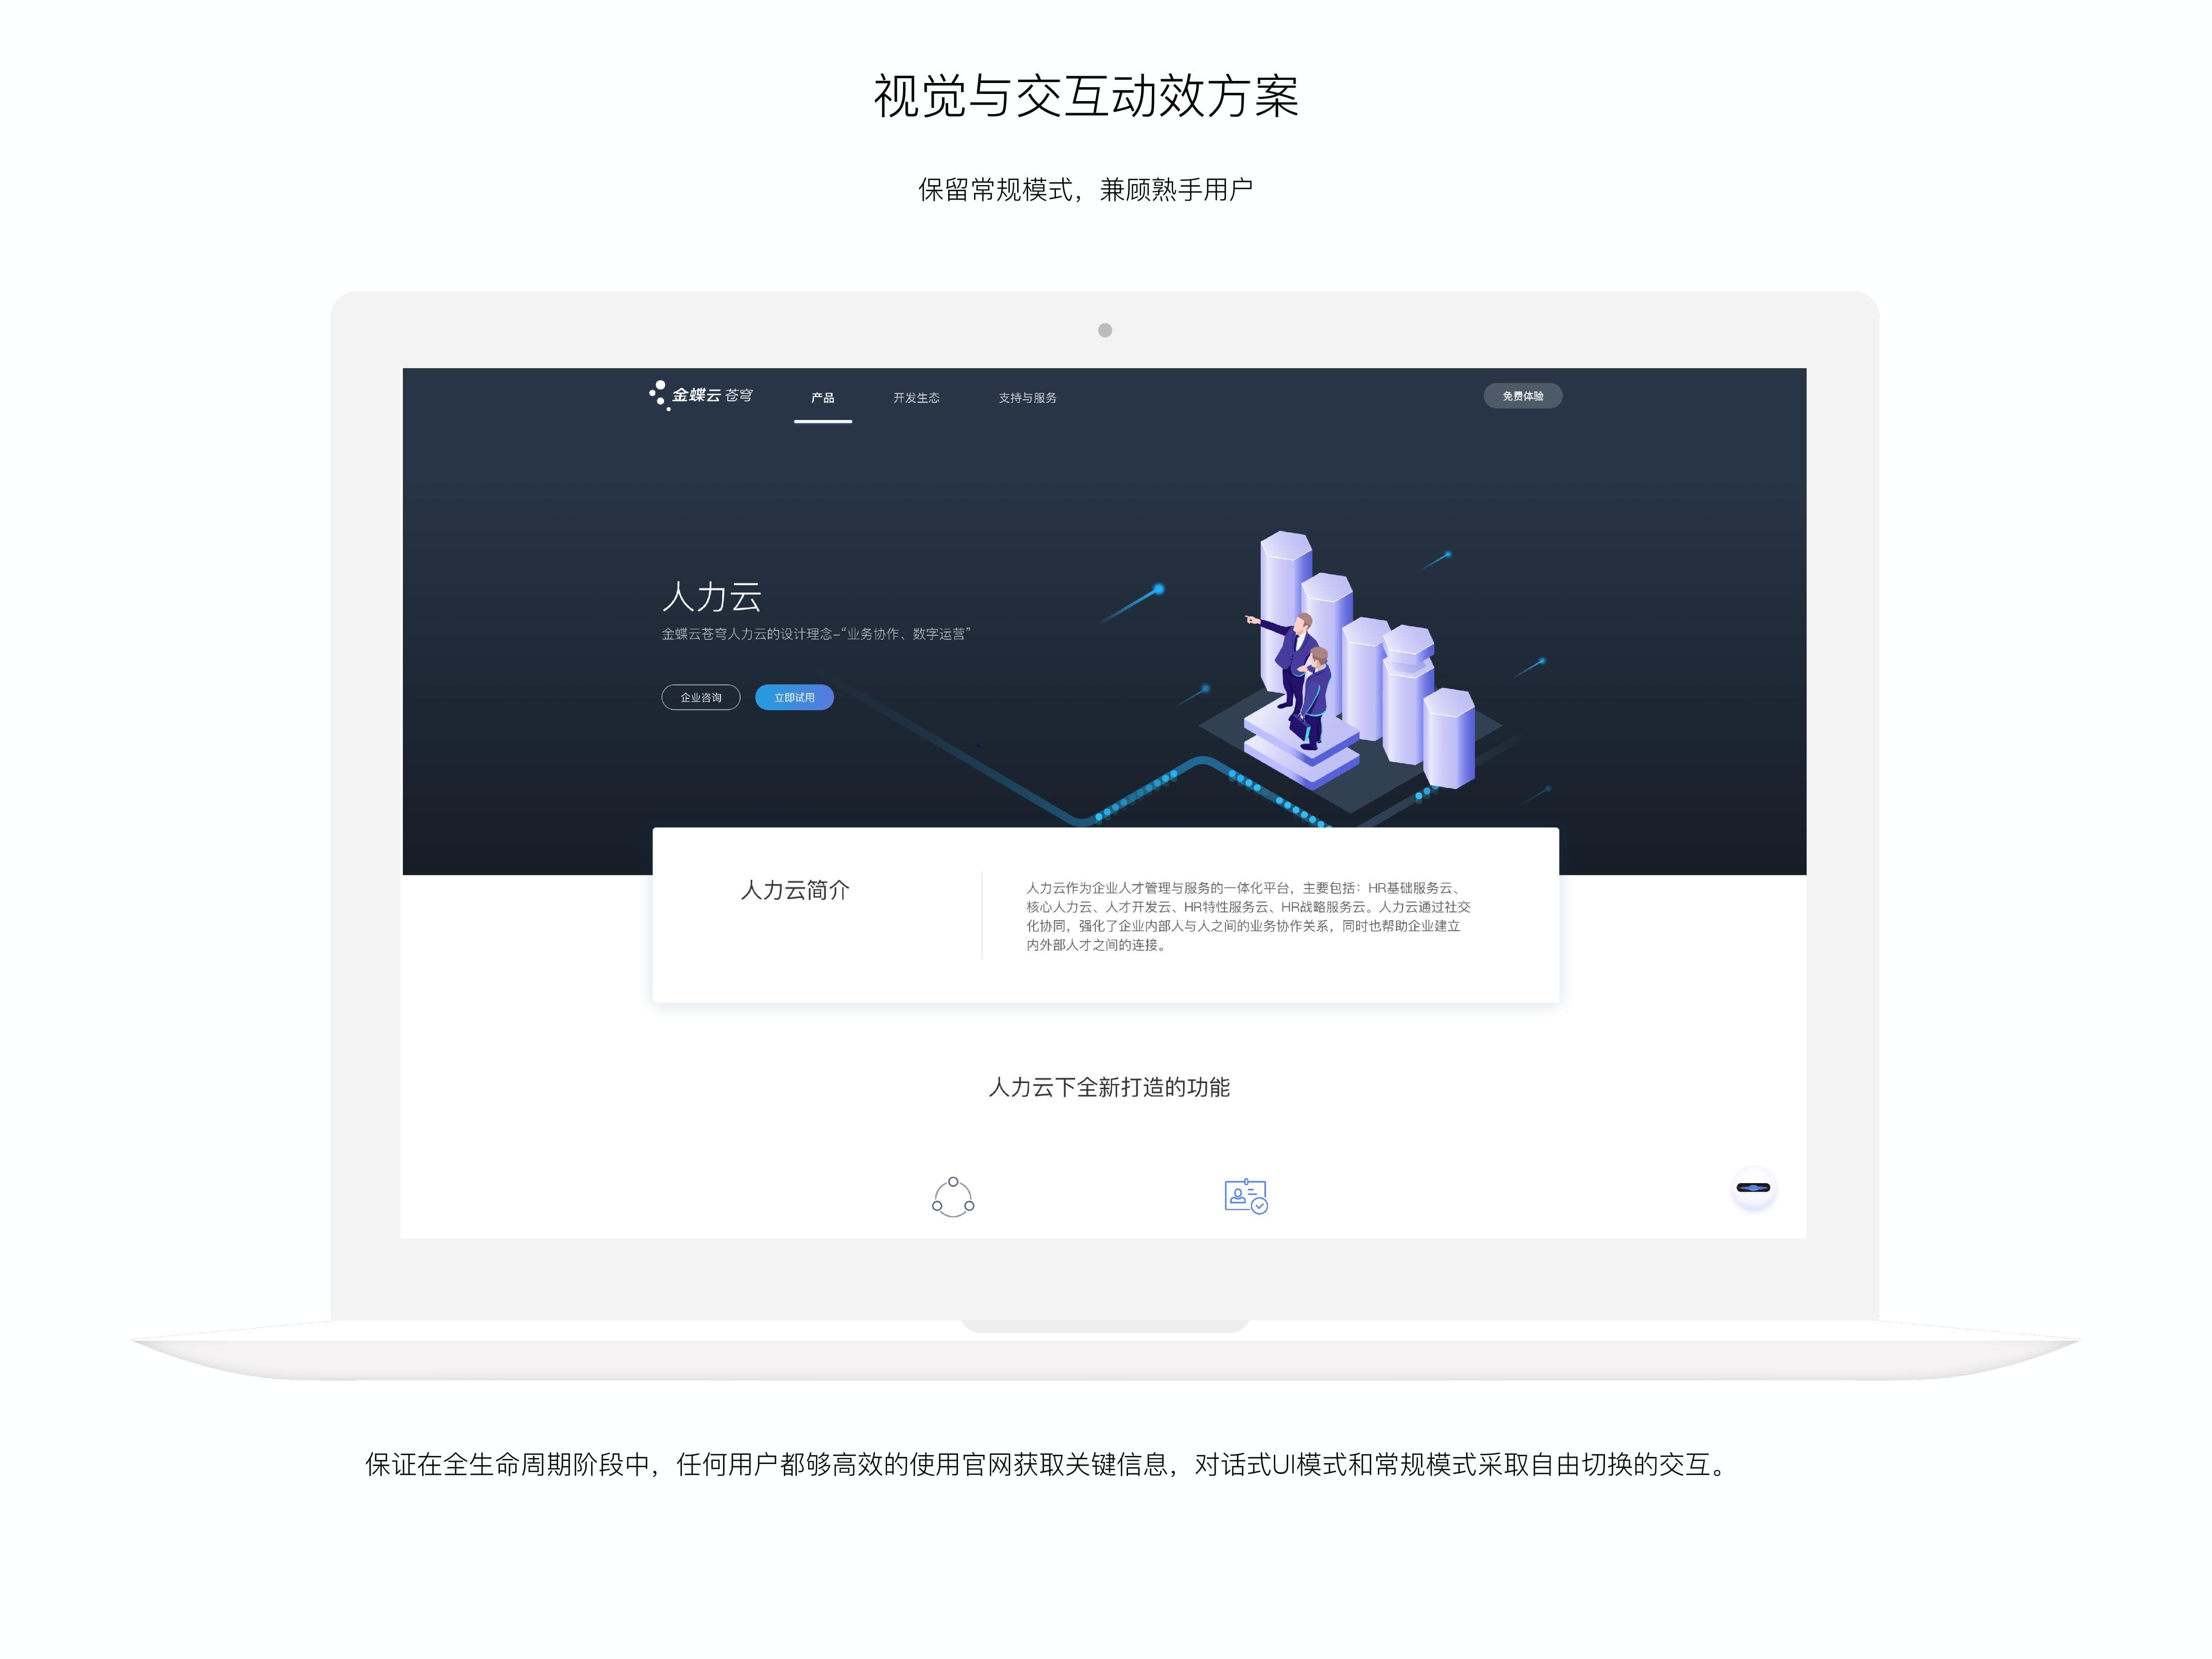 视觉与交互动效方案
保留常规模式，兼顾熟手用户
金蝶云 苍穹
产品
开发生态
支持与服务
免费体验
人力云
金蝶云苍穹人力云的设计理念-“业务协作、数字运营”
企业咨询
立即试用
人力云简介
人力云作为企业人才管理与服务的一体化平台，主要包括：HR基础服务云、
核心人力云、人才开发云、HR特性服务云、HR战略服务云。人力云通过社交
化协同，强化了企业内部人与人之间的业务协作关系，同时也帮助企业建立
内外部人才之间的连接。
人力云下全新打造的功能
保证在全生命周期阶段中，任何用户都够高效的使用官网获取关键信息，对话式UI模式和常规模式采取自由切换的交互。